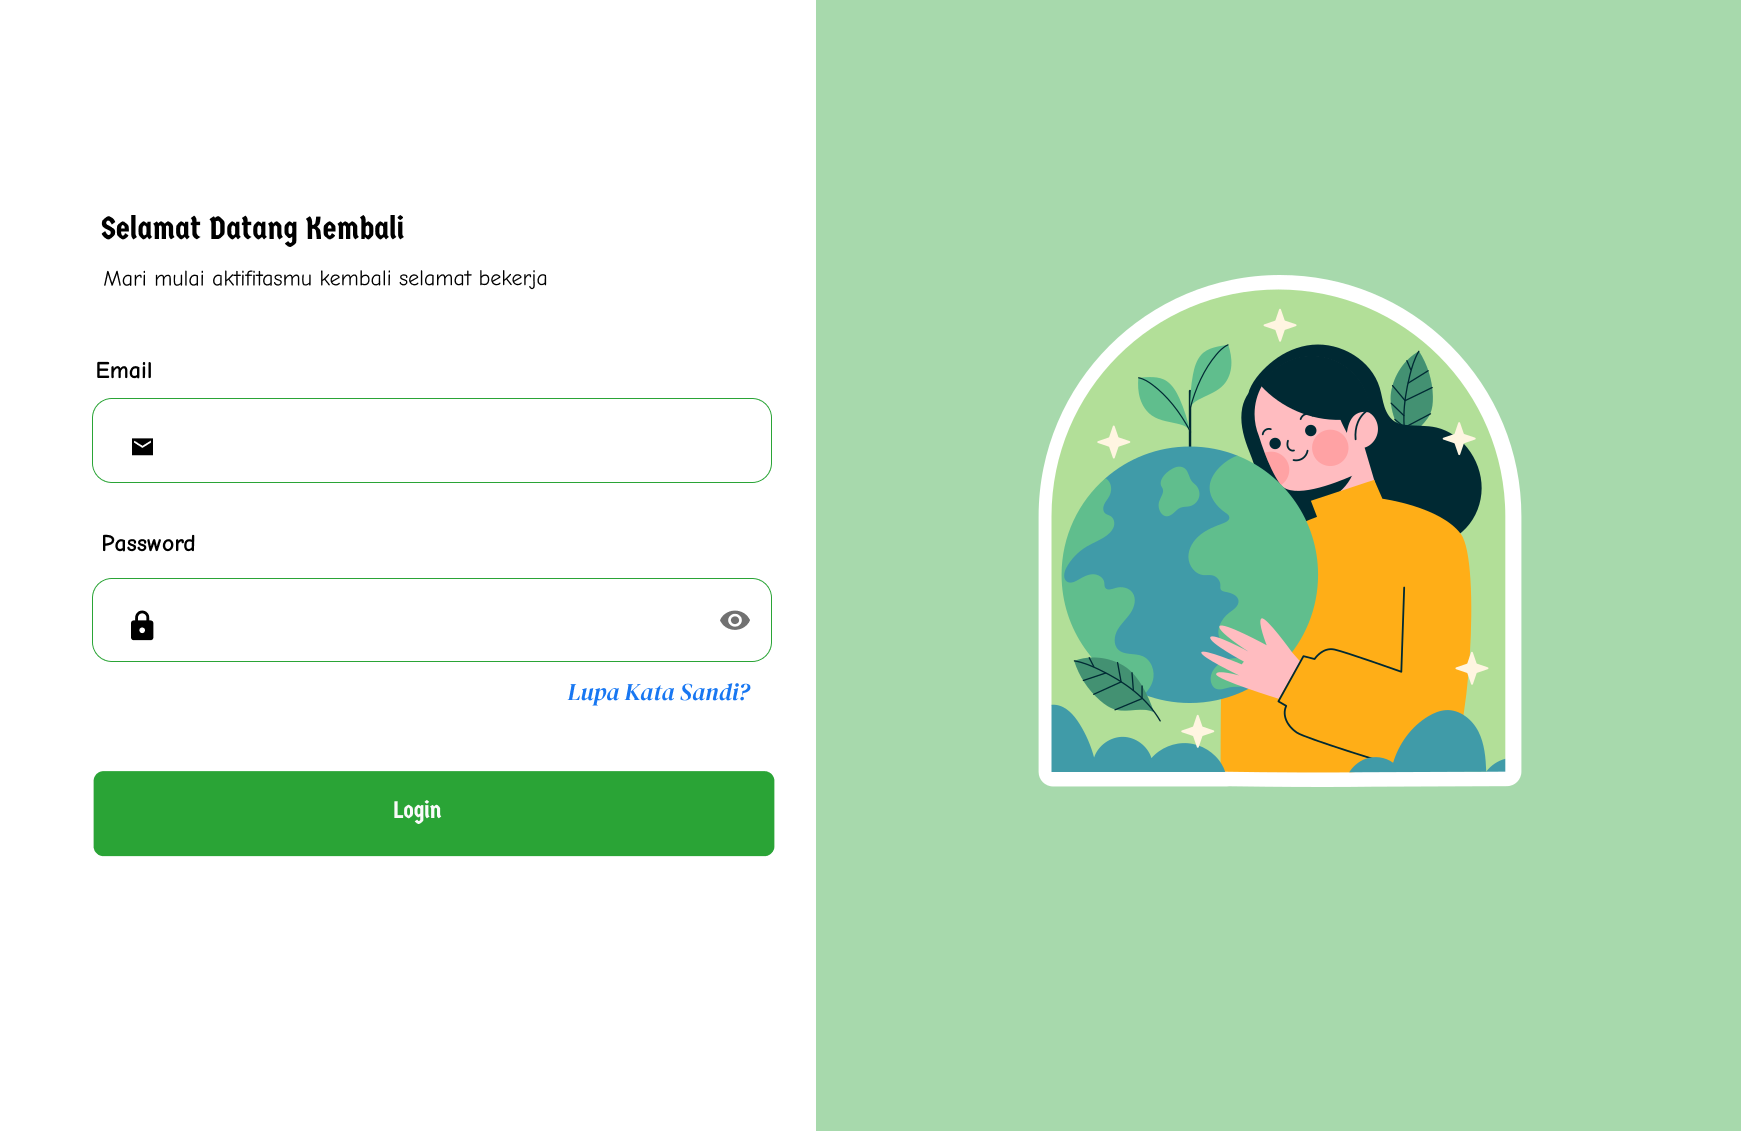 Selamat Datang Kembali
Mari mulai aktifitasmu kembali selamat bekerja
Email
Password
Lupa Kata Sandi?
Login